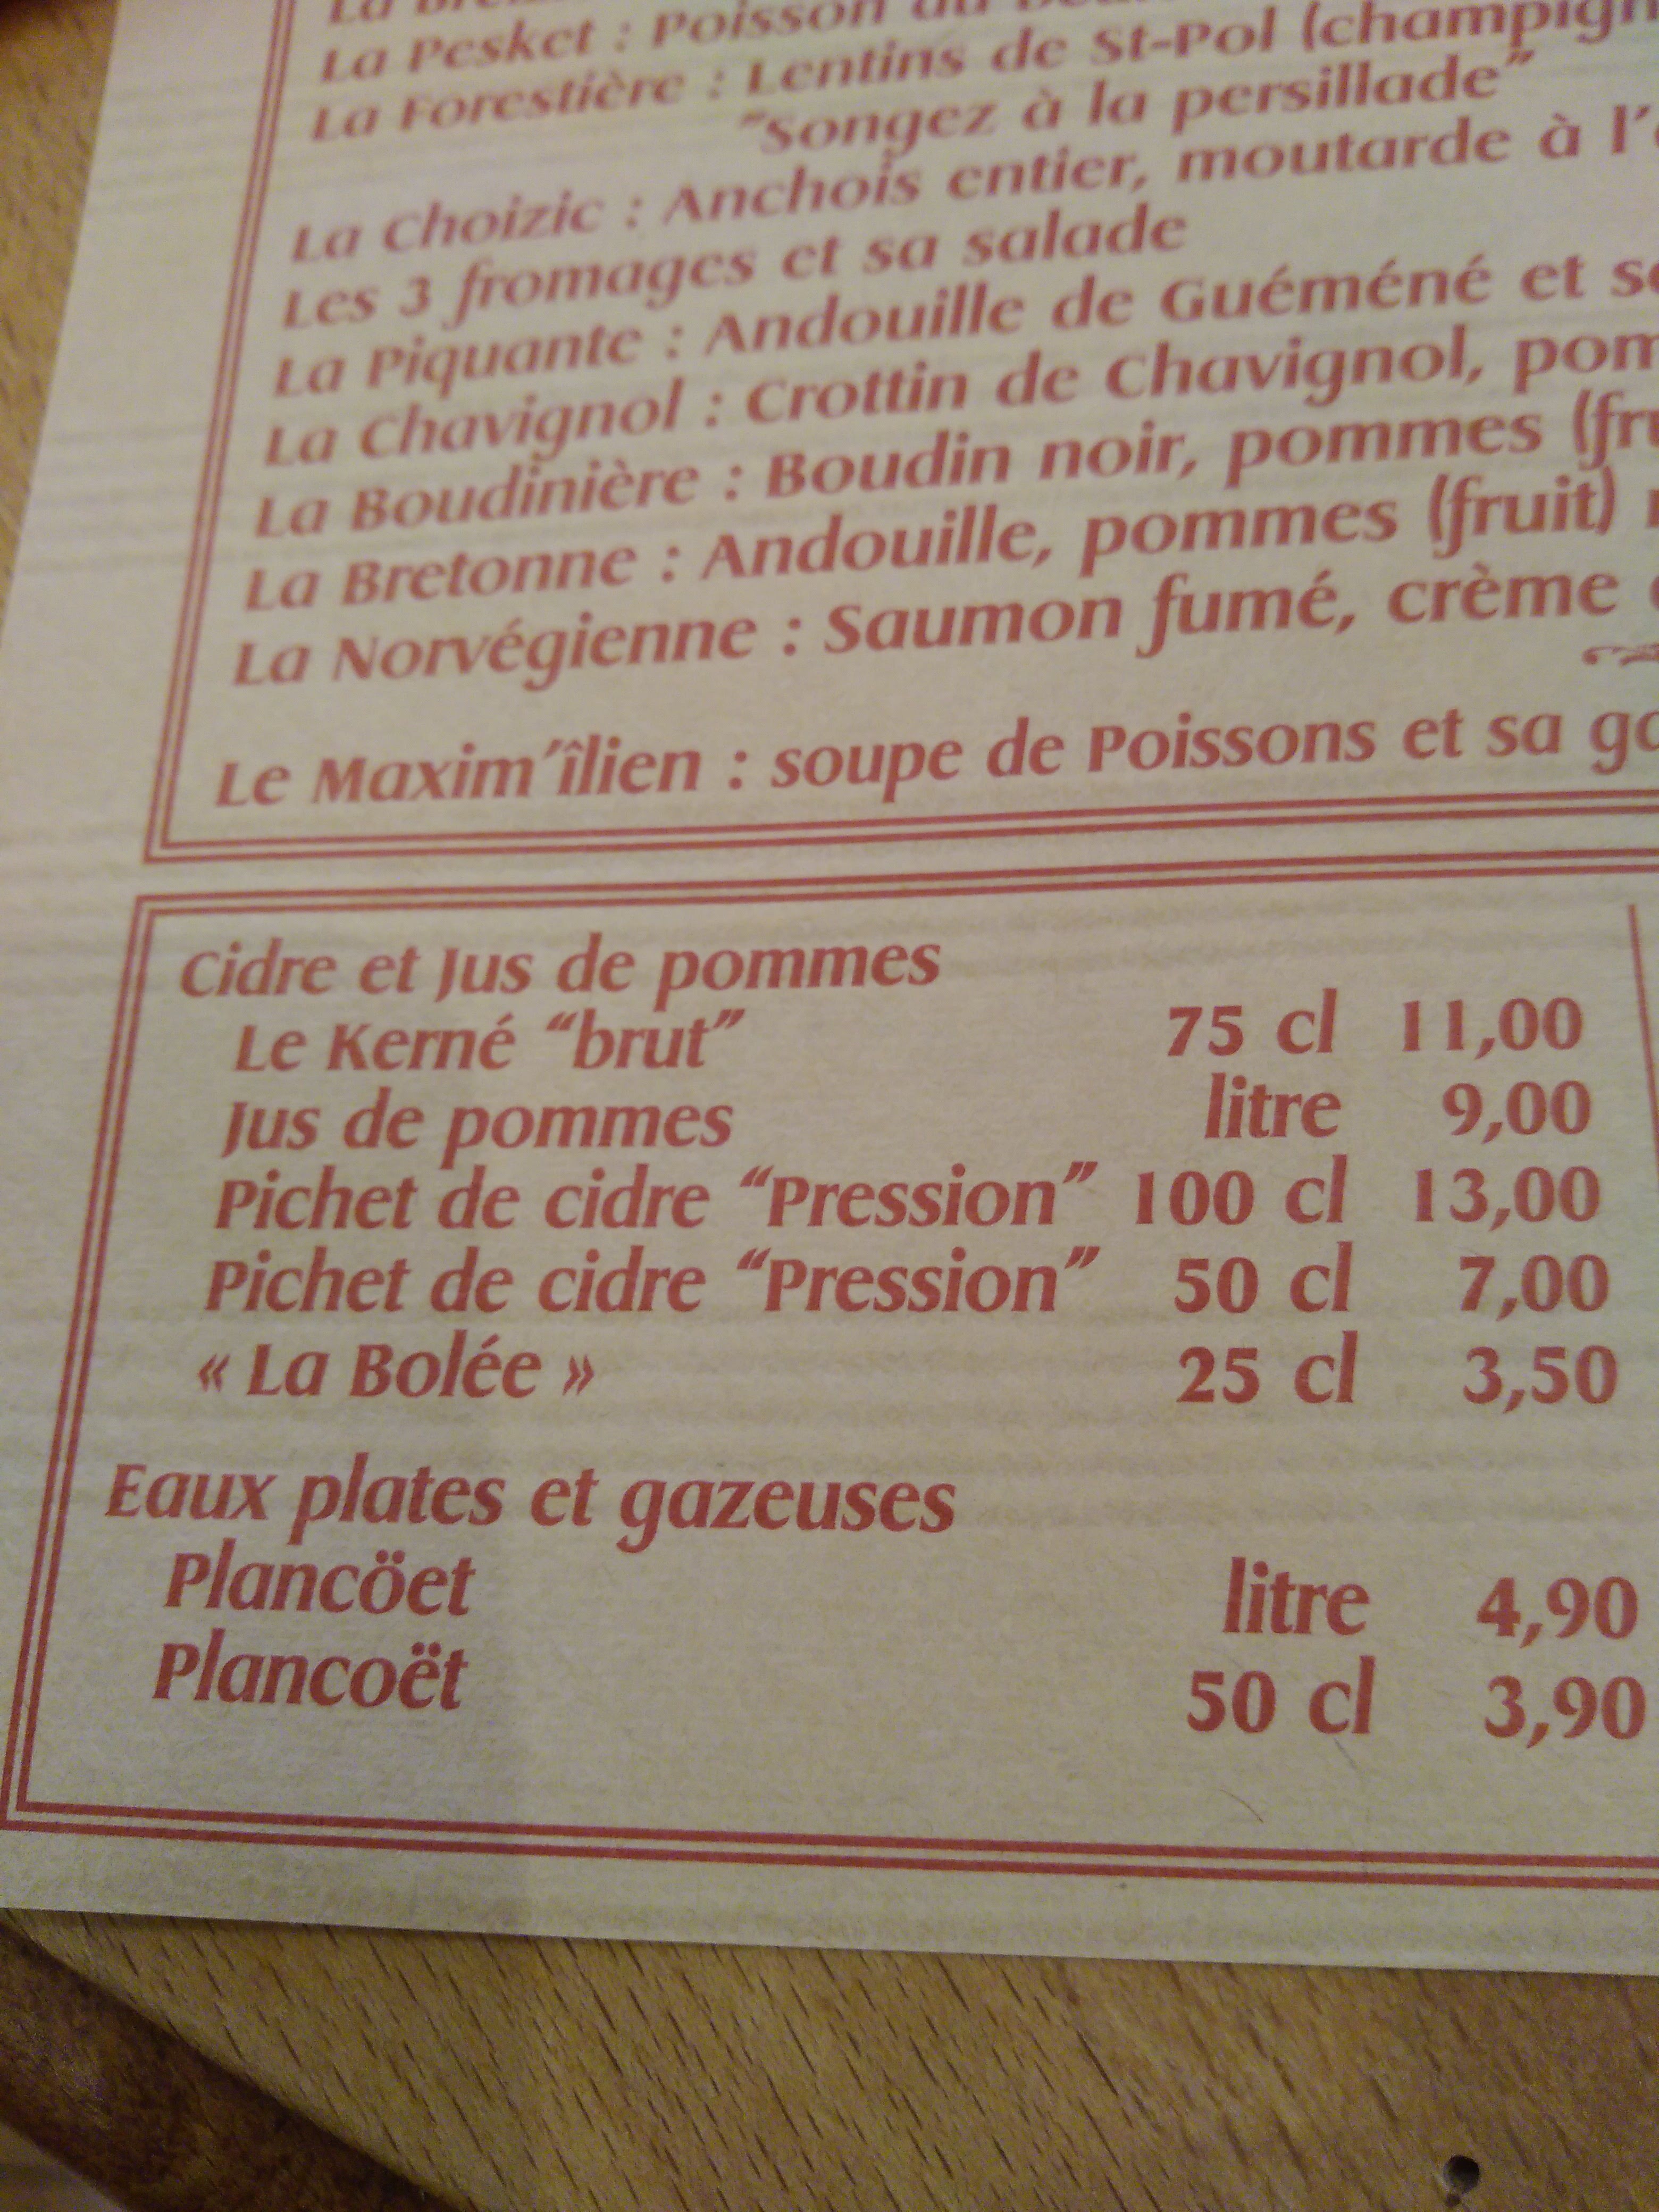 La Pesket : Poisson du
La Forestière : Lentins de St-Pol (champign
"Songez à la persillade"
La Choizic : Anchois entier, moutarde à l'
Les 3 fromages et sa salade
La Piquante : Andouille de Guéméné et s
La Chavignol : Crottin de Chavignol, pom
La Boudinière : Boudin noir, pommes (fru
La Bretonne : Andouille, pommes (fruit)
La Norvégienne : Saumon fumé, crème
Le Maxim'îlien : soupe de Poissons et sa ga
Cidre et Jus de pommes
Le Kerné "brut" 75 cl 11,00
Jus de pommes litre 9,00
Pichet de cidre "Pression" 100 cl 13,00
Pichet de cidre "Pression" 50 cl 7,00
« La Bolée » 25 cl 3,50
Eaux plates et gazeuses
Plancöet litre 4,90
Plancoët 50 cl 3,90